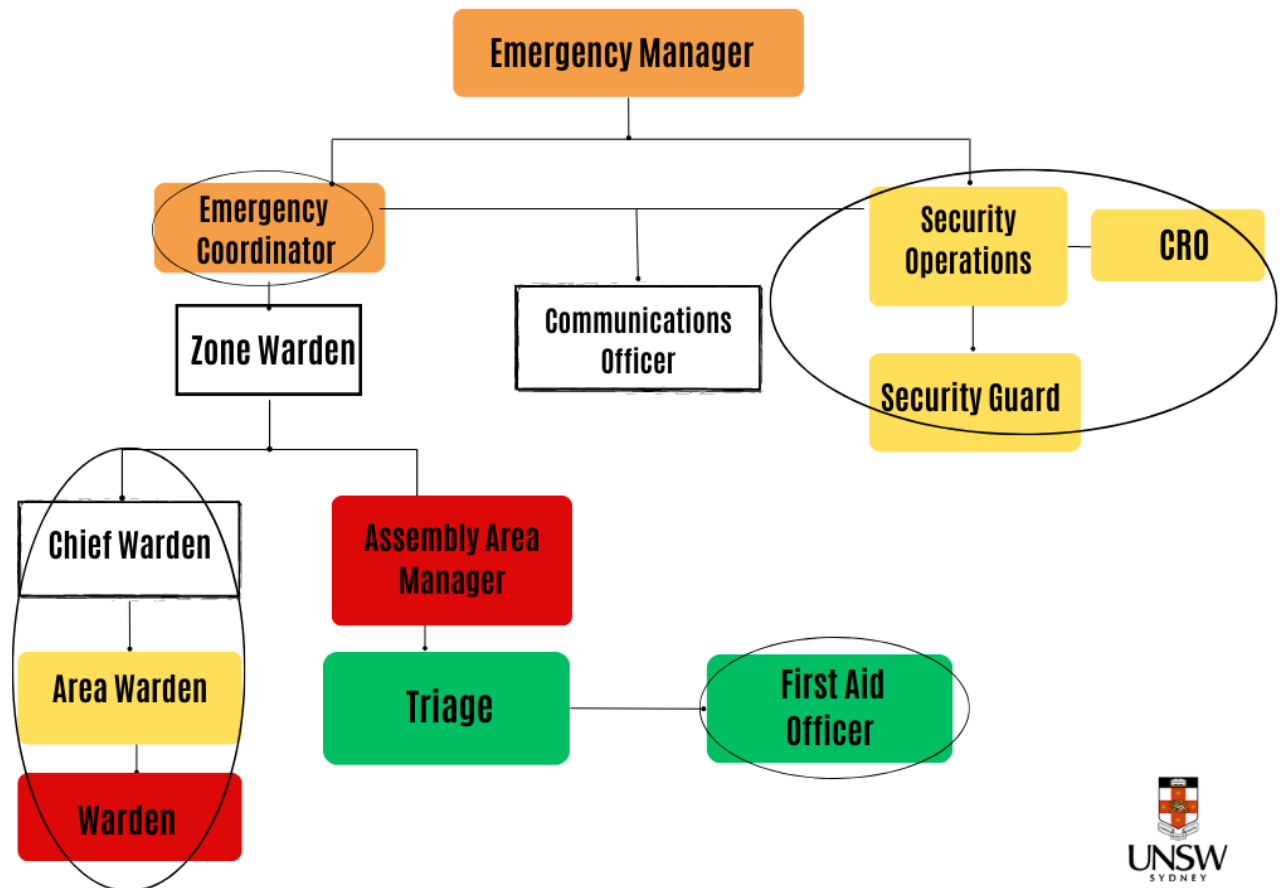 Emergency Manager
Emergency
Coordinator
Security
Operations
CRO
Zone Warden
Communications
Officer
Security Guard
Chief Warden
Assembly Area
Manager
Area Warden
Triage
First Aid
Officer
Warden
UNSW
SYDNEY